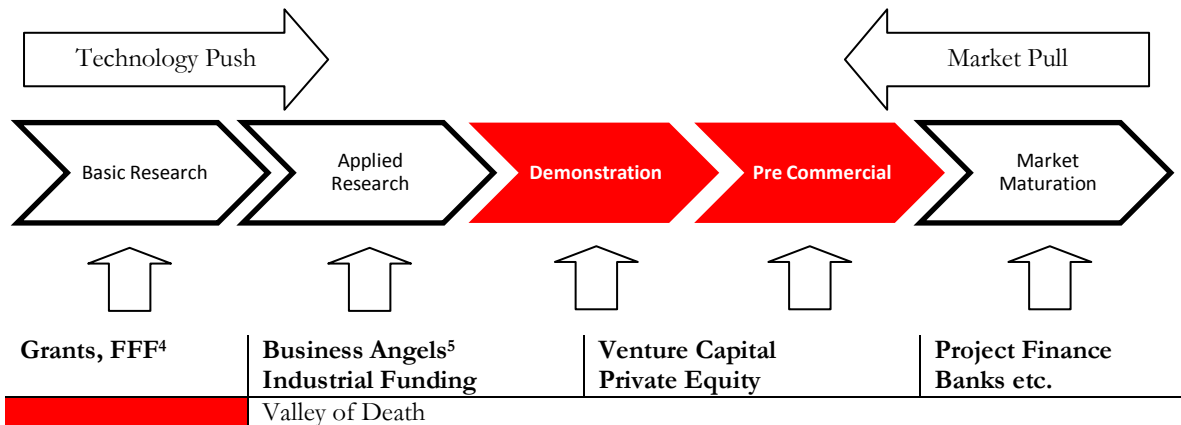 Technology Push
Market Pull
Basic Research
Applied
Research
Demonstration
Pre Commercial
Market
Maturation
Grants, FFF⁴
Business Angels⁵
Industrial Funding
Venture Capital
Private Equity
Project Finance
Banks etc.
Valley of Death